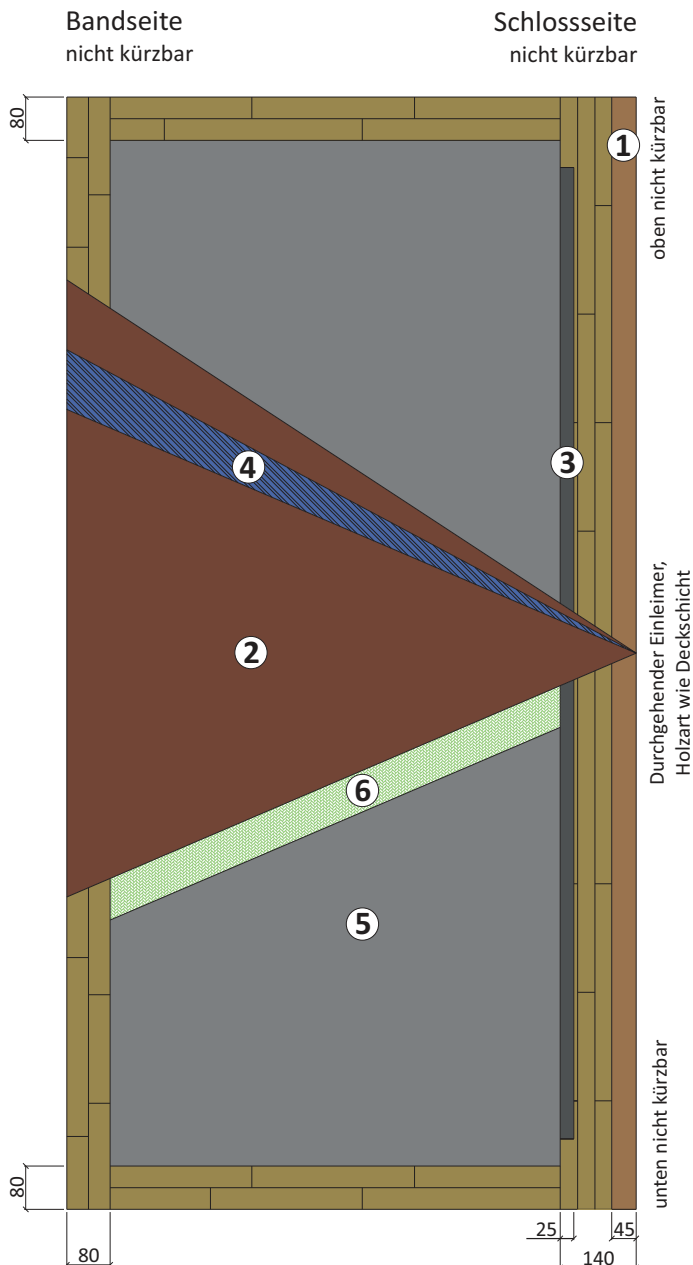 Bandseite
nicht kürzbar
Schlossseite
nicht kürzbar
80
1
oben nicht kürzbar
4
3
2
Durchgehender Einleimer,
Holzart wie Deckschicht
6
5
unten nicht kürzbar
80
25
45
80
140